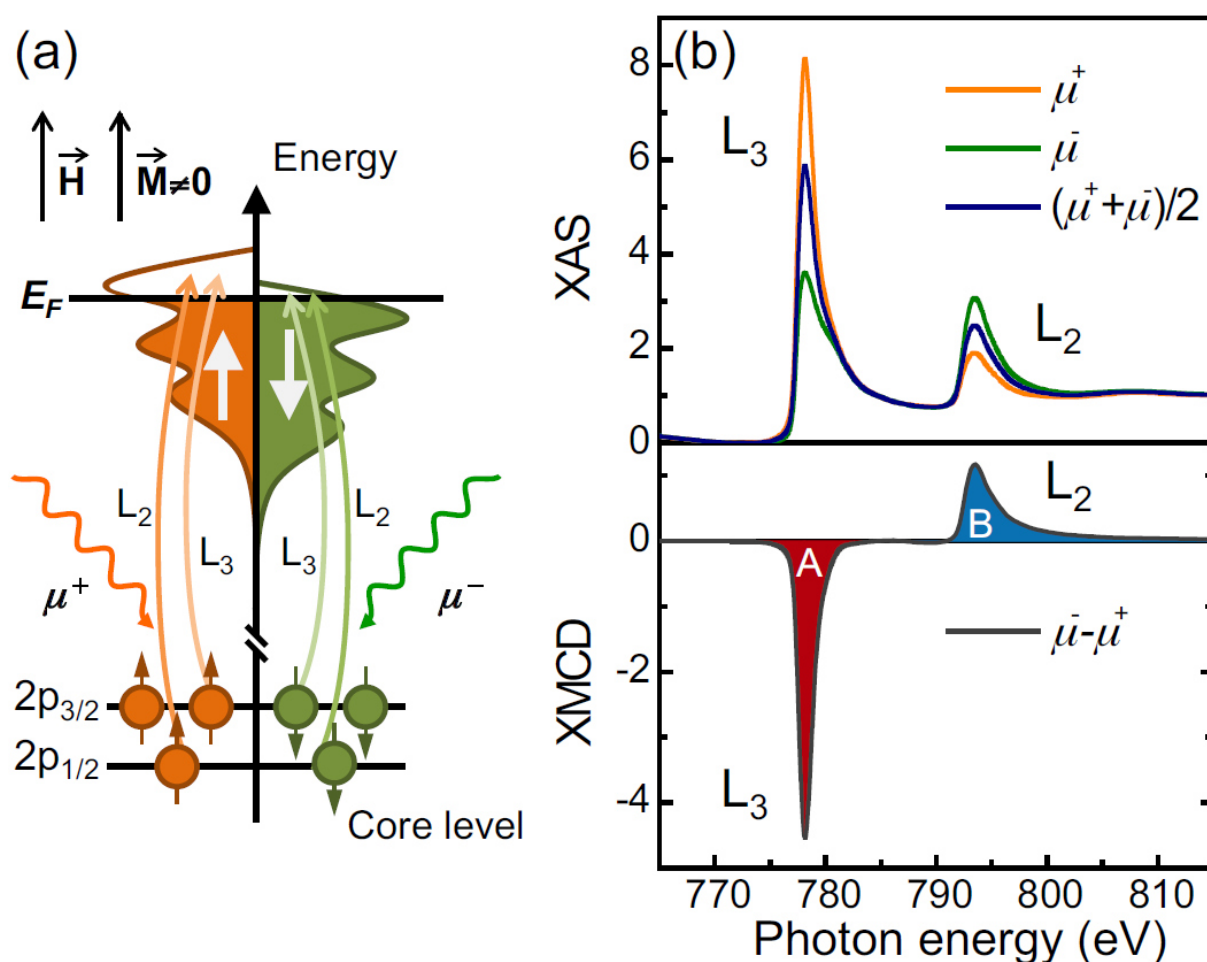 (a)
H⃗ M⃗≠0
Energy
E_F
L₂ L₃ L₃ L₂
μ⁺ μ⁻
2p₃/₂
2p₁/₂
Core level
(b)
XAS
8
6
4
2
0
L₃
L₂
μ⁺
μ⁻
(μ⁺+μ⁻)/2
XMCD
0
-2
-4
L₂
B
A
L₃
μ⁻-μ⁺
770 780 790 800 810
Photon energy (eV)